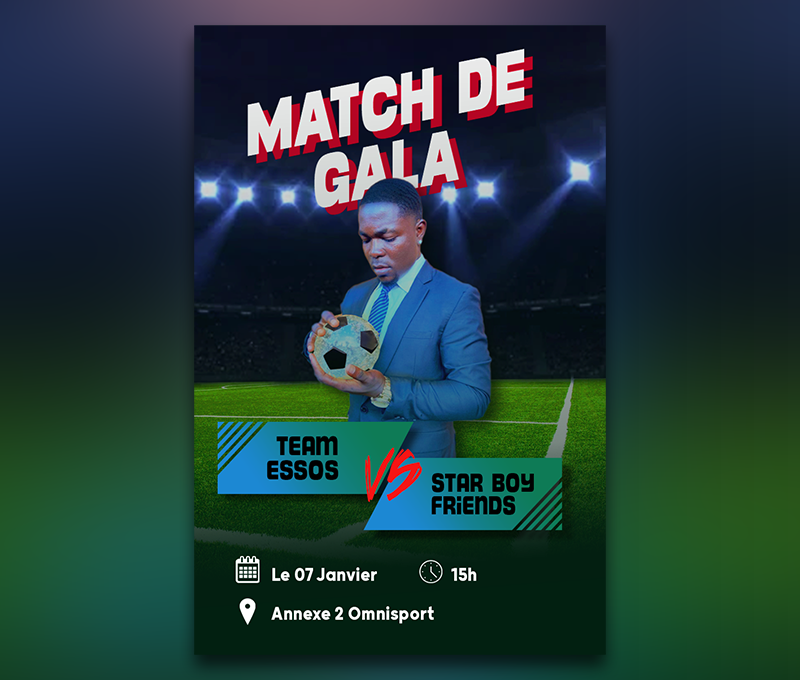 MATCH DE
GALA
TEAM
ESSOS
VS
STAR BOY
FRiENDS
Le 07 Janvier
15h
Annexe 2 Omnisport